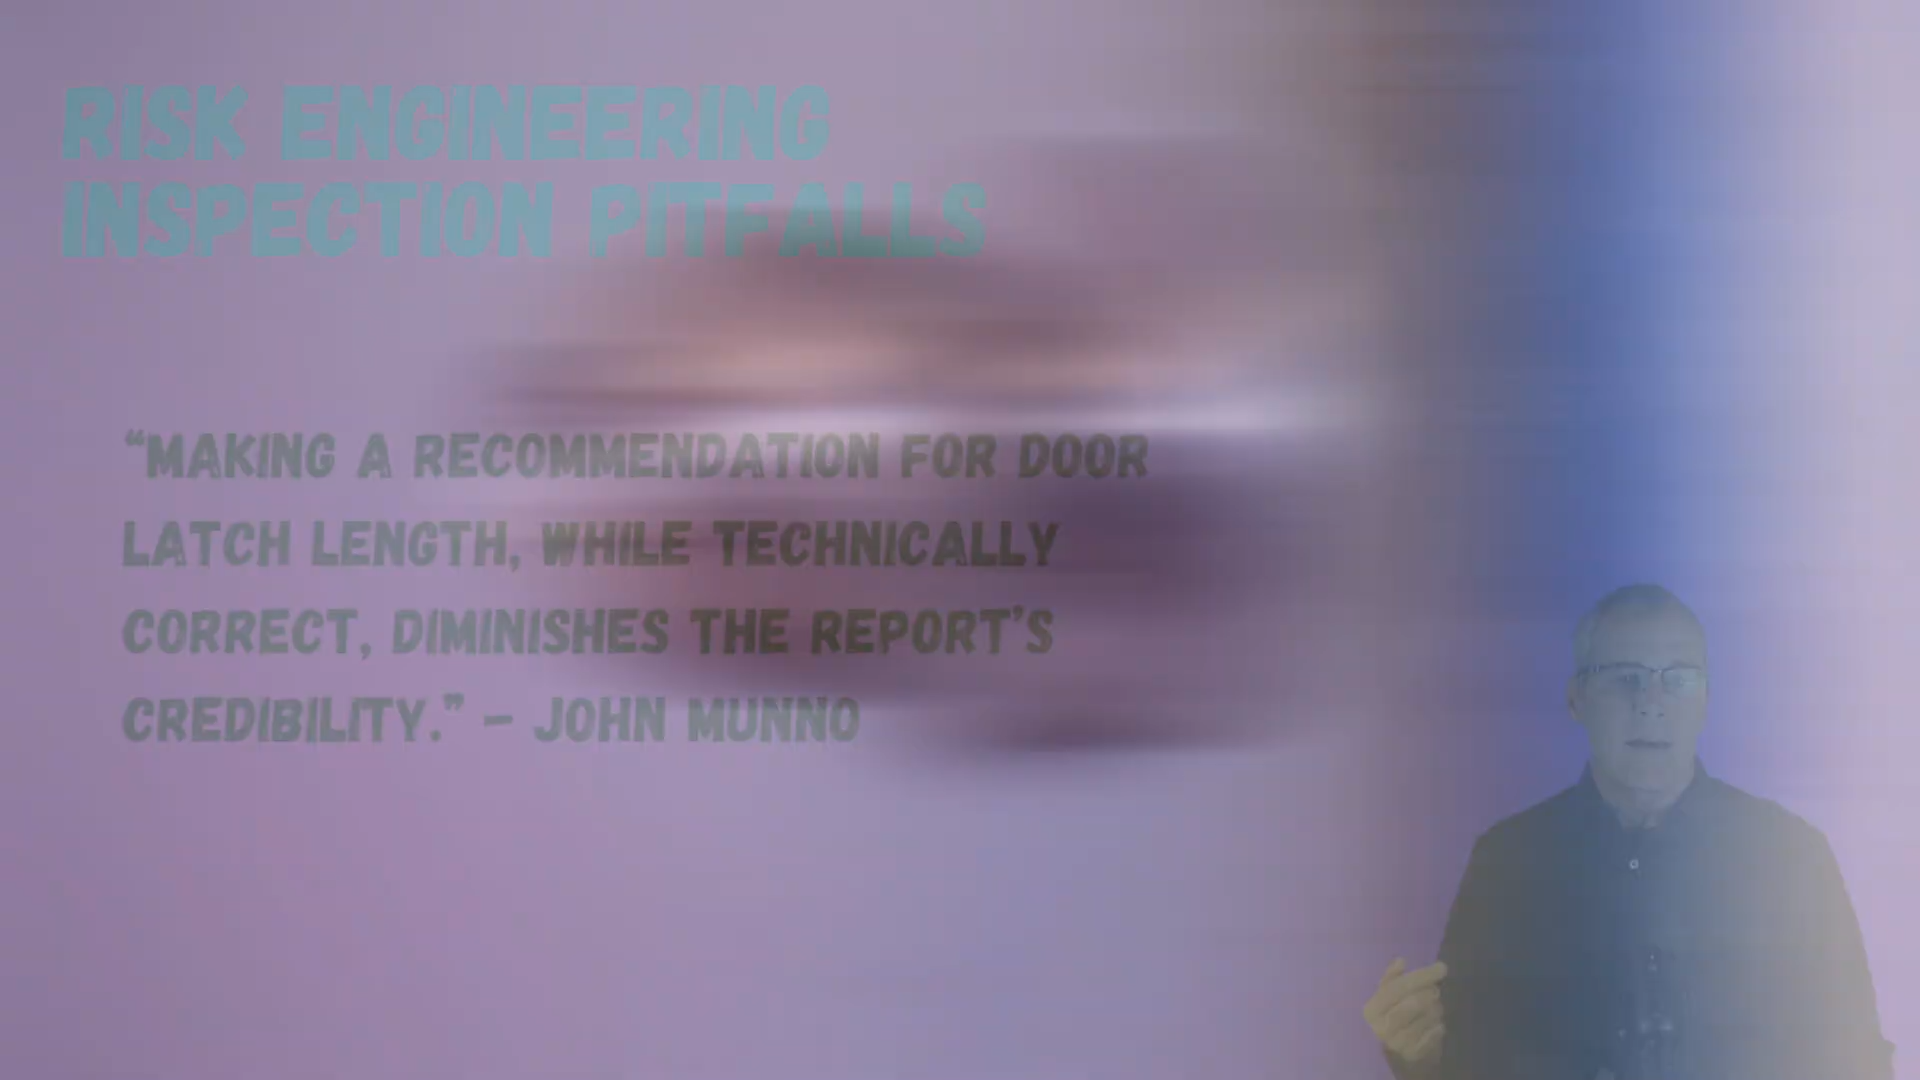 RISK ENGINEERING
INSPECTION PITFALLS
“MAKING A RECOMMENDATION FOR DOOR
LATCH LENGTH, WHILE TECHNICALLY
CORRECT, DIMINISHES THE REPORT’S
CREDIBILITY.” – JOHN MUNNO